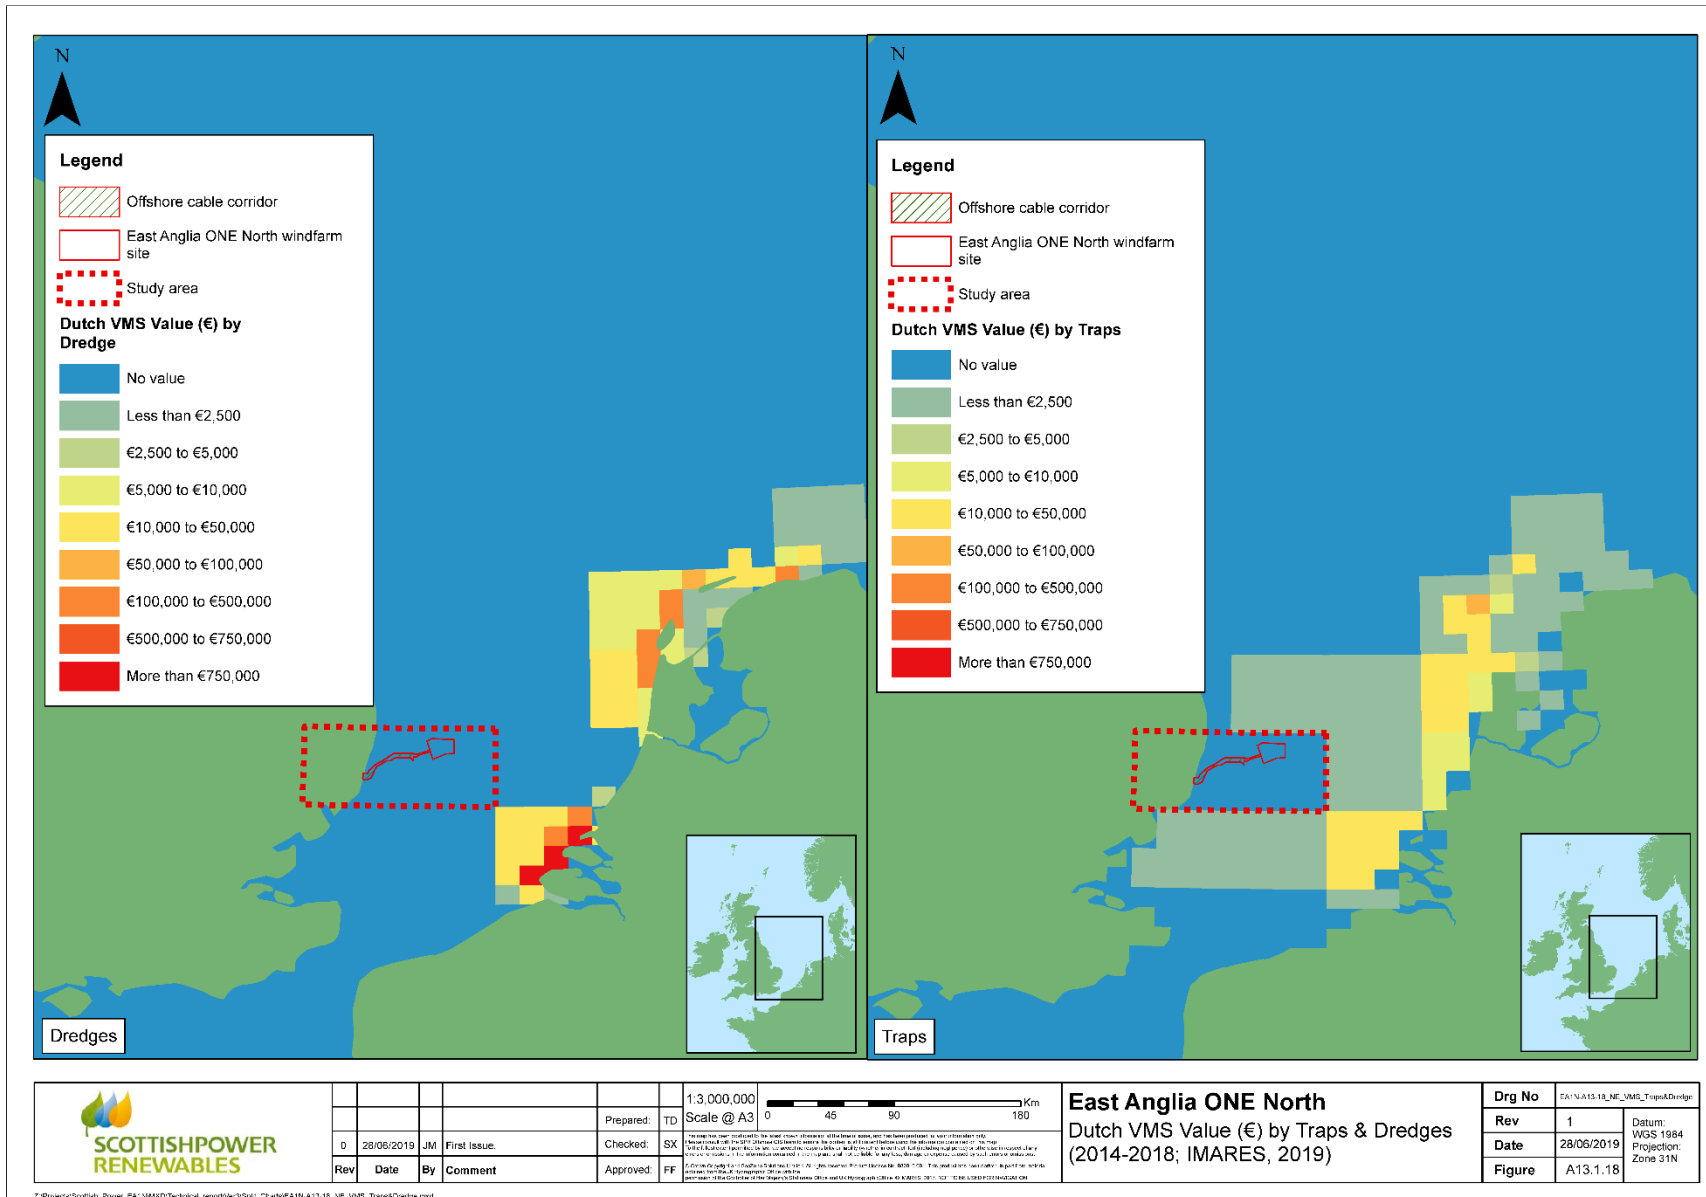 N
Legend
Offshore cable corridor
East Anglia ONE North windfarm
site
Study area
Dutch VMS Value (€) by
Dredge
No value
Less than €2,500
€2,500 to €5,000
€5,000 to €10,000
€10,000 to €50,000
€50,000 to €100,000
€100,000 to €500,000
€500,000 to €750,000
More than €750,000
Dredges
N
Legend
Offshore cable corridor
East Anglia ONE North windfarm
site
Study area
Dutch VMS Value (€) by Traps
No value
Less than €2,500
€2,500 to €5,000
€5,000 to €10,000
€10,000 to €50,000
€50,000 to €100,000
€100,000 to €500,000
€500,000 to €750,000
More than €750,000
Traps
SCOTTISHPOWER
RENEWABLES
0 28/06/2019 JM First Issue.
Rev Date By Comment
Prepared: TD
Checked: SX
Approved: FF
1:3,000,000
Scale @ A3
0 45 90 180 Km
East Anglia ONE North
Dutch VMS Value (€) by Traps & Dredges
(2014-2018; IMARES, 2019)
Drg No EA1N-A13-18_NE_VMS_Traps&Dredge
Rev 1
Date 28/06/2019
Figure A13.1.18
Datum:
WGS 1984
Projection:
Zone 31N